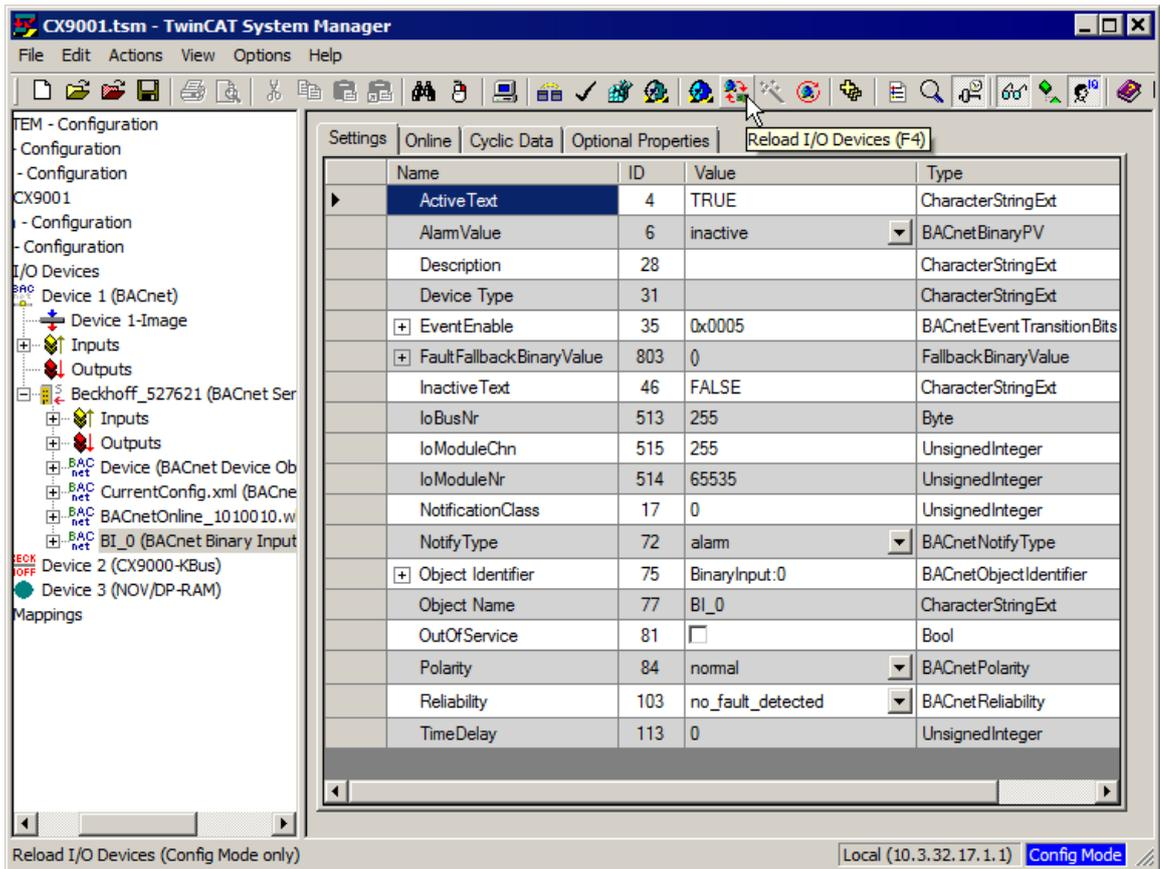 CX9001.tsm - TwinCAT System Manager
File Edit Actions View Options Help
Reload I/O Devices (F4)
TEM - Configuration
- Configuration
- Configuration
CX9001
- Configuration
- Configuration
I/O Devices
Device 1 (BACnet)
Device 1-Image
Inputs
Outputs
Beckhoff_527621 (BACnet Ser
Inputs
Outputs
BAC net Device (BACnet Device Ob
BAC net CurrentConfig.xml (BACne
BAC net BACnetOnline_1010010.w
BAC net BI_0 (BACnet Binary Input
Device 2 (CX9000-KBus)
Device 3 (NOV/DP-RAM)
Mappings
Settings Online Cyclic Data Optional Properties
Name ID Value Type
ActiveText 4 TRUE CharacterStringExt
AlarmValue 6 inactive BACnetBinaryPV
Description 28 CharacterStringExt
Device Type 31 CharacterStringExt
EventEnable 35 0x0005 BACnetEventTransitionBits
FaultFallbackBinaryValue 803 () FallbackBinaryValue
InactiveText 46 FALSE CharacterStringExt
IoBusNr 513 255 Byte
IoModuleChn 515 255 UnsignedInteger
IoModuleNr 514 65535 UnsignedInteger
NotificationClass 17 0 UnsignedInteger
NotifyType 72 alarm BACnetNotifyType
Object Identifier 75 BinaryInput:0 BACnetObjectIdentifier
Object Name 77 BI_0 CharacterStringExt
OutOfService 81 Bool
Polarity 84 normal BACnetPolarity
Reliability 103 no_fault_detected BACnetReliability
TimeDelay 113 0 UnsignedInteger
Reload I/O Devices (Config Mode only) Local (10.3.32.17.1.1) Config Mode